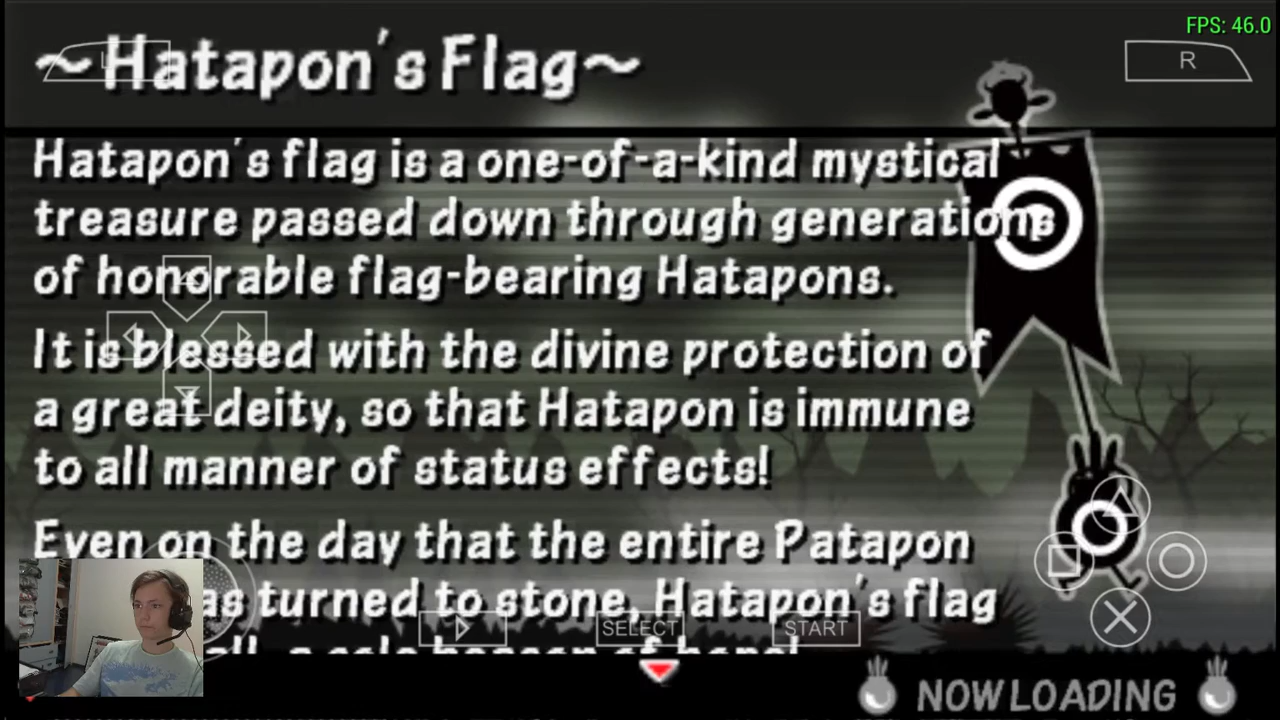 FPS: 46.0
~Hatapon's Flag~
R
Hatapon's flag is a one-of-a-kind mystical
treasure passed down through generations
of honorable flag-bearing Hatapons.
It is blessed with the divine protection of
a great deity, so that Hatapon is immune
to all manner of status effects!
Even on the day that the entire Patapon
turned to stone, Hatapon's flag
SELECT
START
NOW LOADING